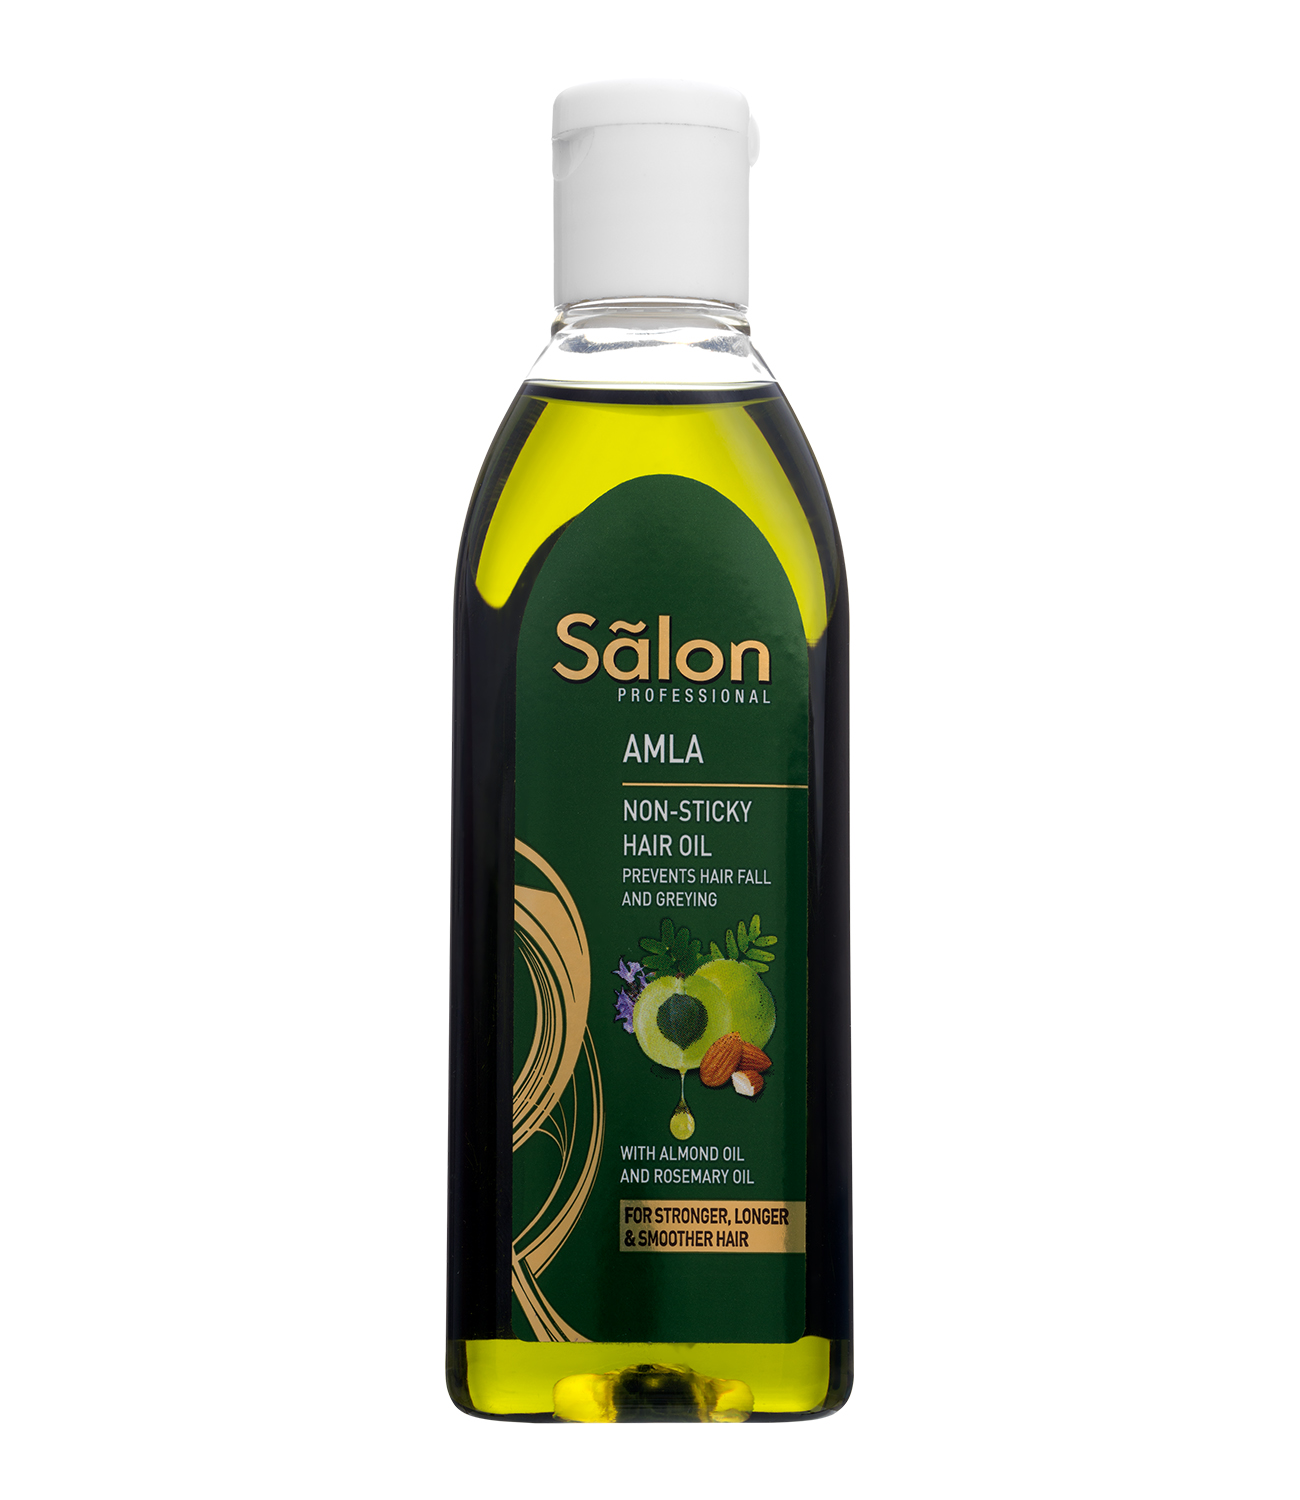 Sãlon
PROFESSIONAL
AMLA
NON-STICKY
HAIR OIL
PREVENTS HAIR FALL
AND GREYING
WITH ALMOND OIL
AND ROSEMARY OIL
FOR STRONGER, LONGER
& SMOOTHER HAIR